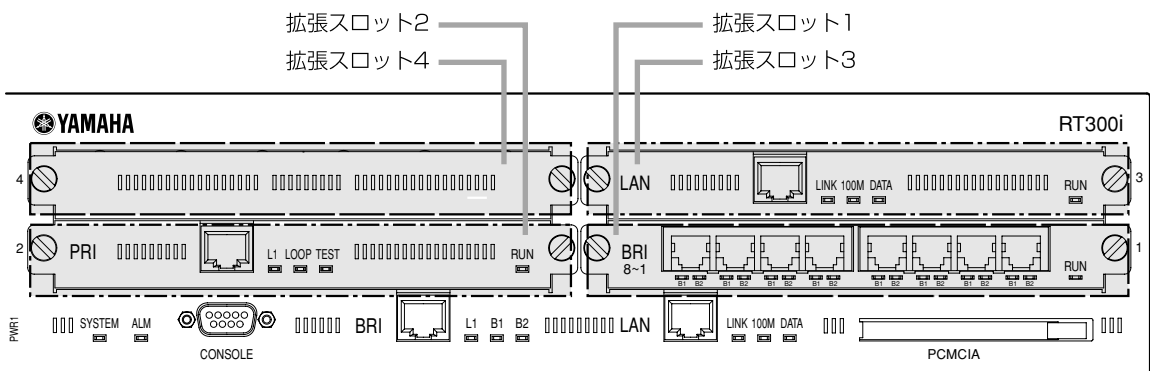 拡張スロット2 拡張スロット1
拡張スロット4 拡張スロット3
YAMAHA RT300i
4 LAN LINK 100M DATA RUN 3
2 PRI L1 LOOP TEST RUN BRI 8~1 B1 B2 B1 B2 B1 B2 B1 B2 B1 B2 B1 B2 B1 B2 B1 B2 RUN 1
PWR1 SYSTEM ALM CONSOLE BRI L1 B1 B2 LAN LINK 100M DATA PCMCIA